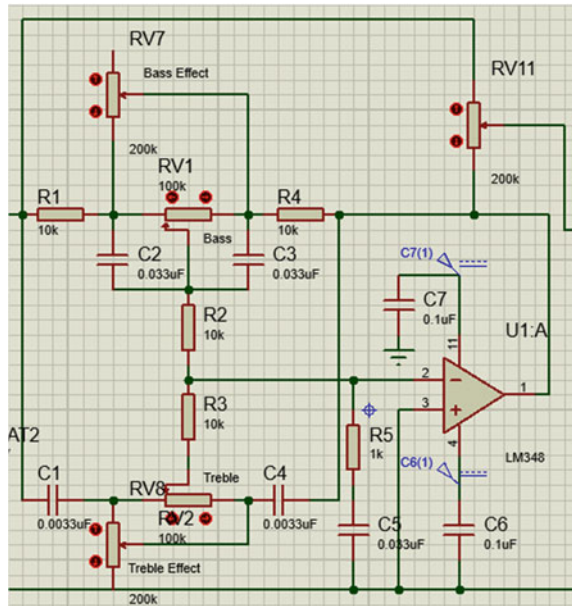 RV7
Bass Effect
200k
RV11
200k
RV1
100k
R1
10k
R4
10k
Bass
C2
0.033uF
C3
0.033uF
C7(1)
C7
0.1uF
U1:A
R2
10k
11
2
3
1
4
R3
10k
AT2
R5
1k
LM348
C6(1)
C1
0.0033uF
RV8
Treble
RV2
100k
C4
0.0033uF
C5
0.033uF
C6
0.1uF
Treble Effect
200k